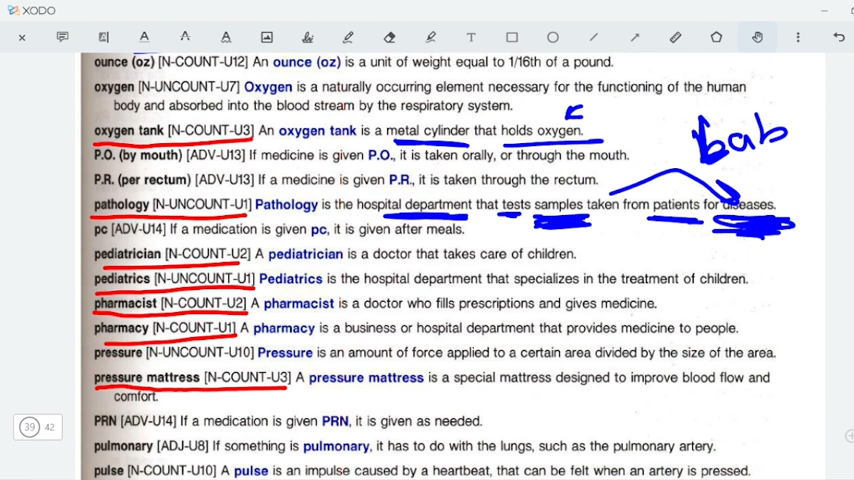 XODO
ounce (oz) [N-COUNT-U12] An ounce (oz) is a unit of weight equal to 1/16th of a pound.
oxygen [N-UNCOUNT-U7] Oxygen is a naturally occurring element necessary for the functioning of the human
body and absorbed into the blood stream by the respiratory system.
oxygen tank [N-COUNT-U3] An oxygen tank is a metal cylinder that holds oxygen.
bab
P.O. (by mouth) [ADV-U13] If medicine is given P.O., it is taken orally, or through the mouth.
P.R. (per rectum) [ADV-U13] If a medicine is given P.R., it is taken through the rectum.
pathology [N-UNCOUNT-U1] Pathology is the hospital department that tests samples taken from patients for diseases.
pc [ADV-U14] If a medication is given pc, it is given after meals.
pediatrician [N-COUNT-U2] A pediatrician is a doctor that takes care of children.
pediatrics [N-UNCOUNT-U1] Pediatrics is the hospital department that specializes in the treatment of children.
pharmacist [N-COUNT-U2] A pharmacist is a doctor who fills prescriptions and gives medicine.
pharmacy [N-COUNT-U1] A pharmacy is a business or hospital department that provides medicine to people.
pressure [N-UNCOUNT-U10] Pressure is an amount of force applied to a certain area divided by the size of the area.
pressure mattress [N-COUNT-U3] A pressure mattress is a special mattress designed to improve blood flow and
comfort.
PRN [ADV-U14] If a medication is given PRN, it is given as needed.
39 42
pulmonary [ADJ-U8] If something is pulmonary, it has to do with the lungs, such as the pulmonary artery.
pulse [N-COUNT-U10] A pulse is an impulse caused by a heartbeat, that can be felt when an artery is pressed.